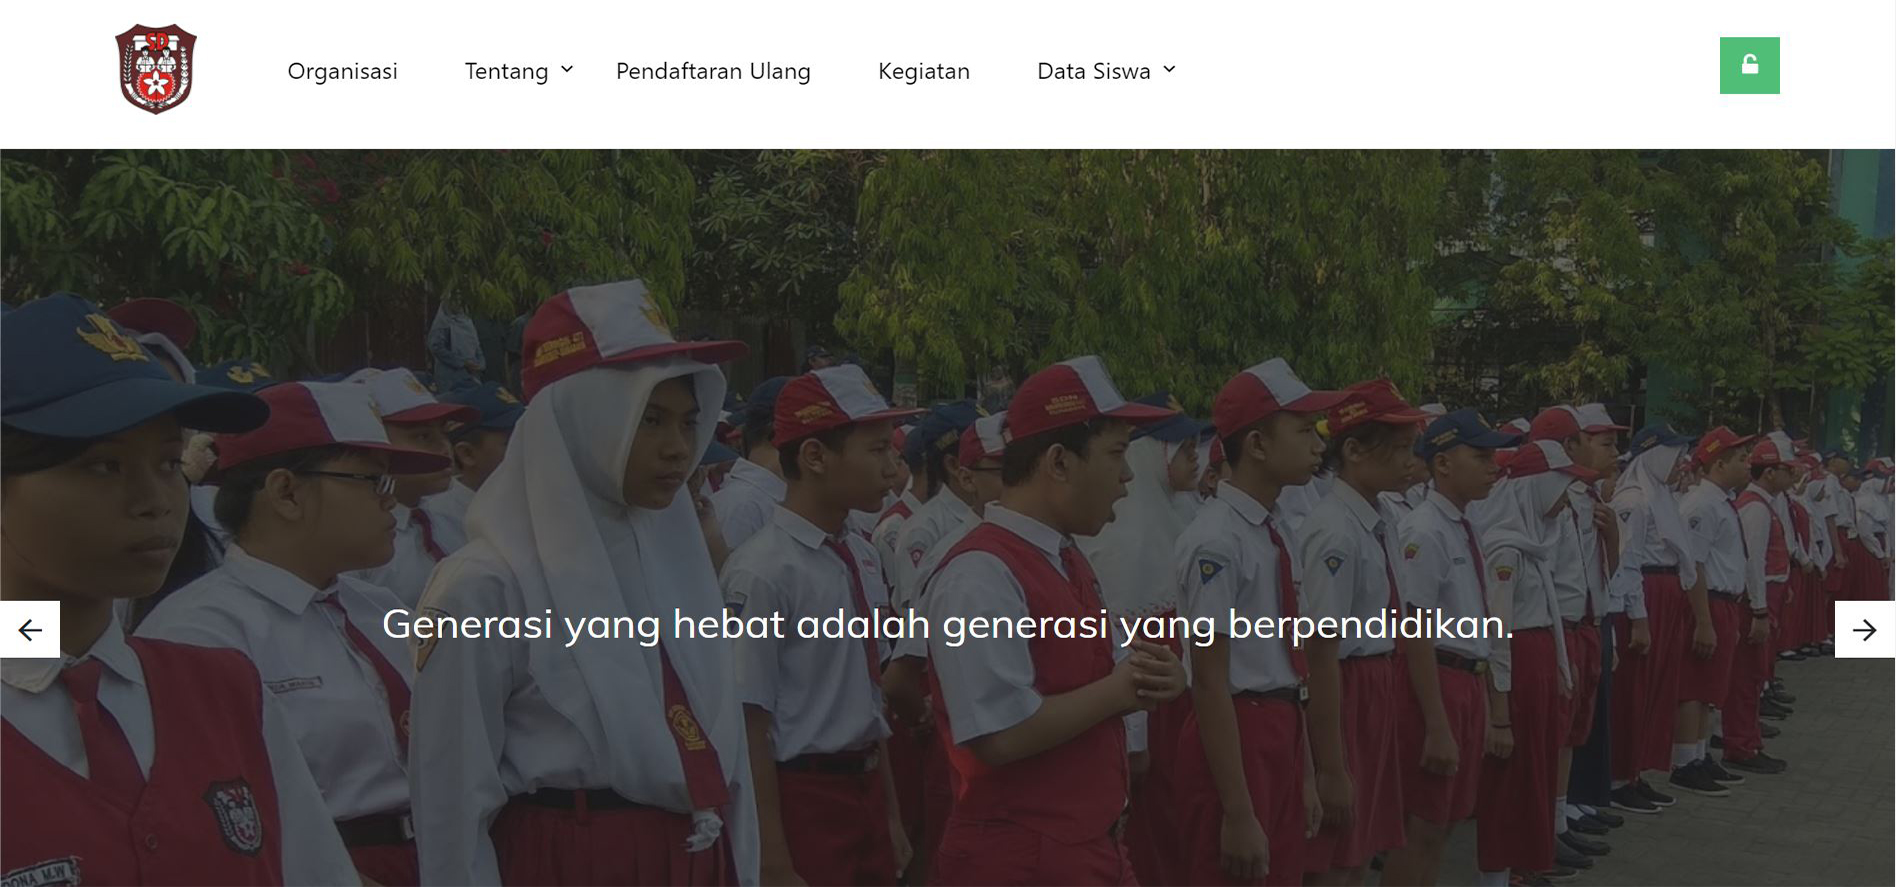 SD
Organisasi
Tentang
Pendaftaran Ulang
Kegiatan
Data Siswa
Generasi yang hebat adalah generasi yang berpendidikan.